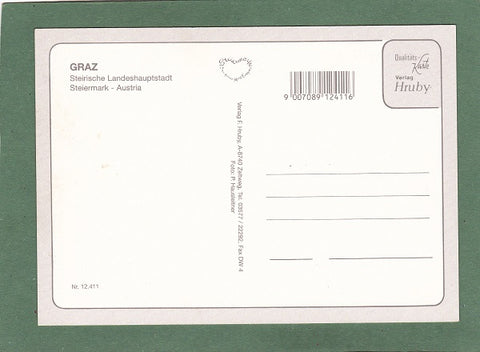 GRAZ
Steirische Landeshauptstadt
Steiermark - Austria
9 007089 124116
Qualitäts
Karte
Verlag
Hruby
Verlag F. Hruby, A-8740 Zeltweg, Tel. 03577 / 22292, Fax DW 4
Foto: P. Hausleitner
Nr. 12.411